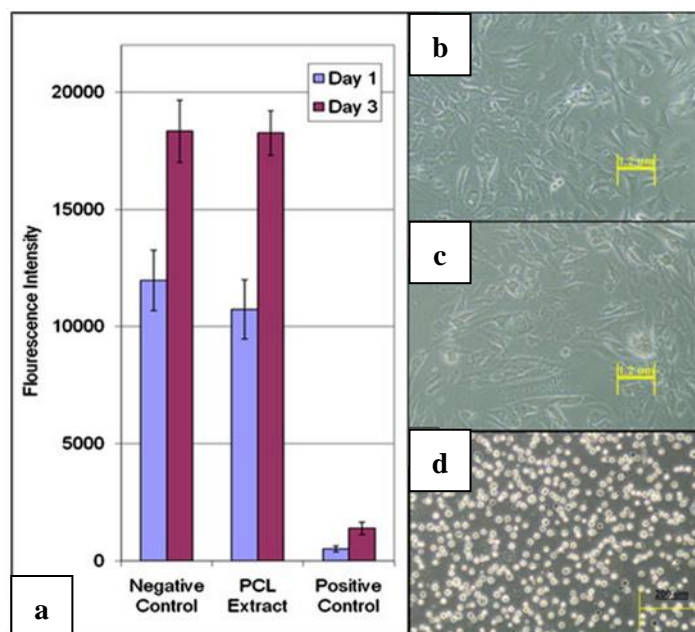 a
b
c
d
Flourescence Intensity
20000
15000
10000
5000
0
Day 1
Day 3
Negative
Control
PCL
Extract
Positive
Control